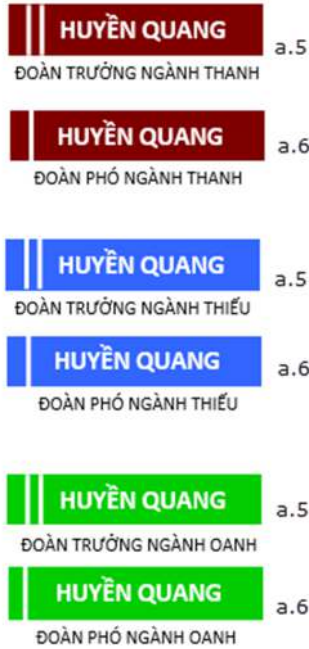 HUYỀN QUANG a.5
ĐOÀN TRƯỞNG NGÀNH THANH
HUYỀN QUANG a.6
ĐOÀN PHÓ NGÀNH THANH
HUYỀN QUANG a.5
ĐOÀN TRƯỞNG NGÀNH THIẾU
HUYỀN QUANG a.6
ĐOÀN PHÓ NGÀNH THIẾU
HUYỀN QUANG a.5
ĐOÀN TRƯỞNG NGÀNH OANH
HUYỀN QUANG a.6
ĐOÀN PHÓ NGÀNH OANH